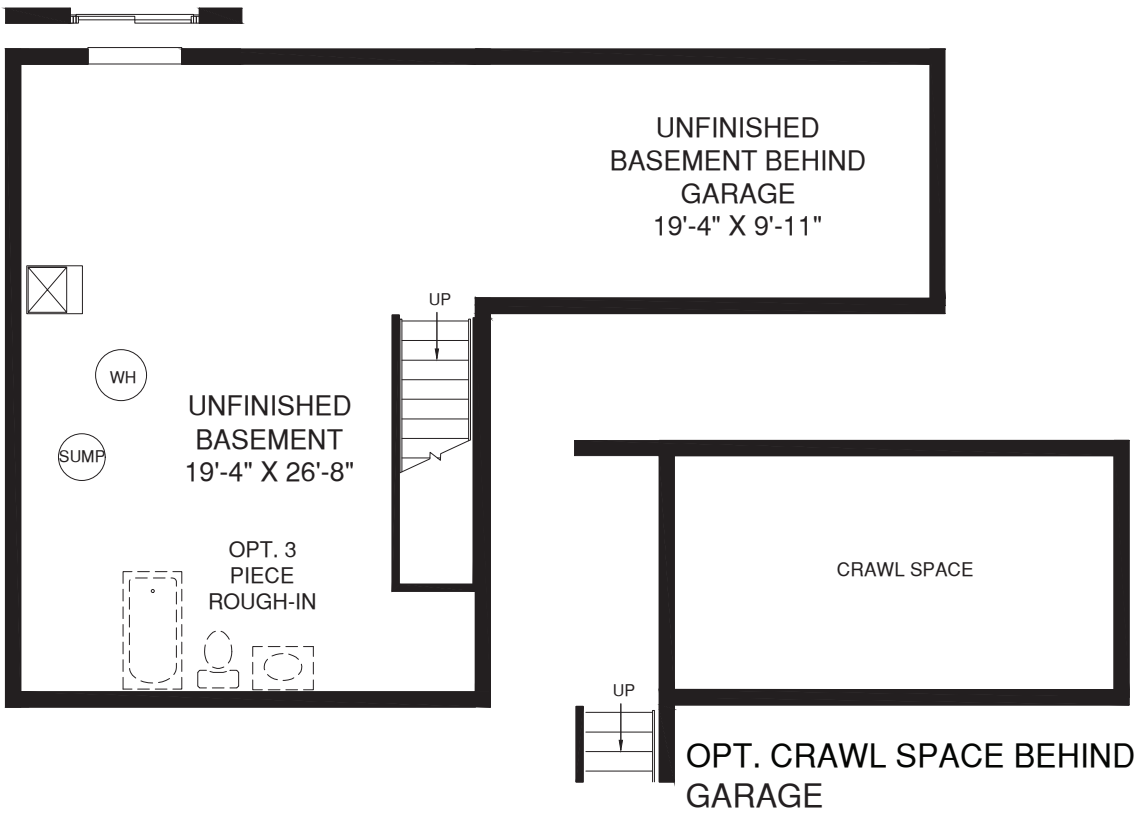 UNFINISHED
BASEMENT BEHIND
GARAGE
19'-4" X 9'-11"
UP
WH
UNFINISHED
BASEMENT
19'-4" X 26'-8"
SUMP
OPT. 3
PIECE
ROUGH-IN
CRAWL SPACE
UP
OPT. CRAWL SPACE BEHIND
GARAGE